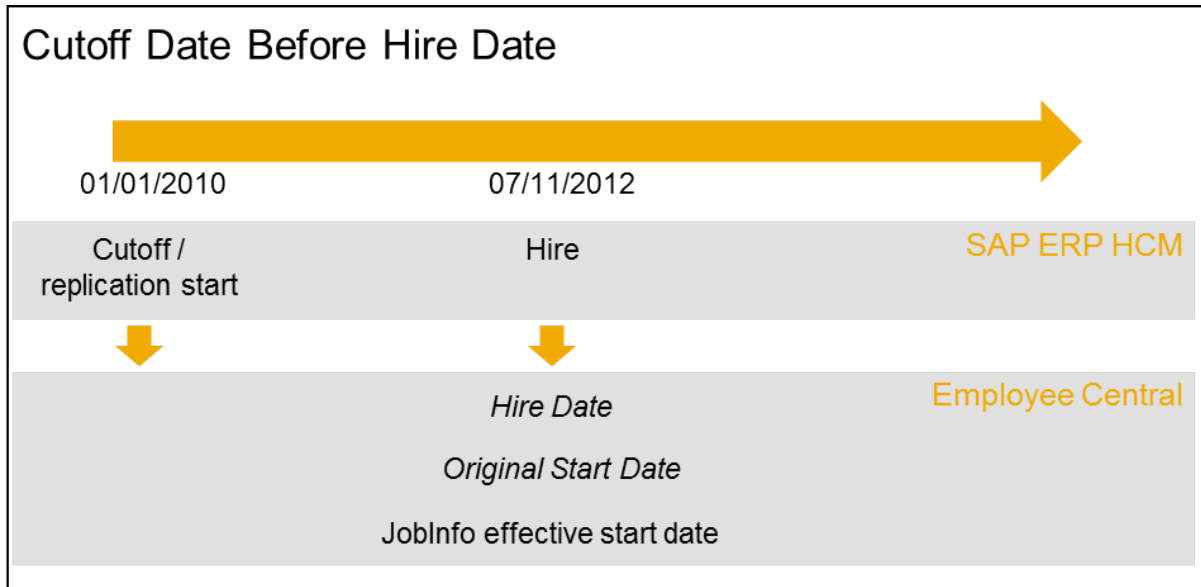 Cutoff Date Before Hire Date
01/01/2010
07/11/2012
Cutoff /
replication start
Hire
SAP ERP HCM
Employee Central
Hire Date
Original Start Date
JobInfo effective start date